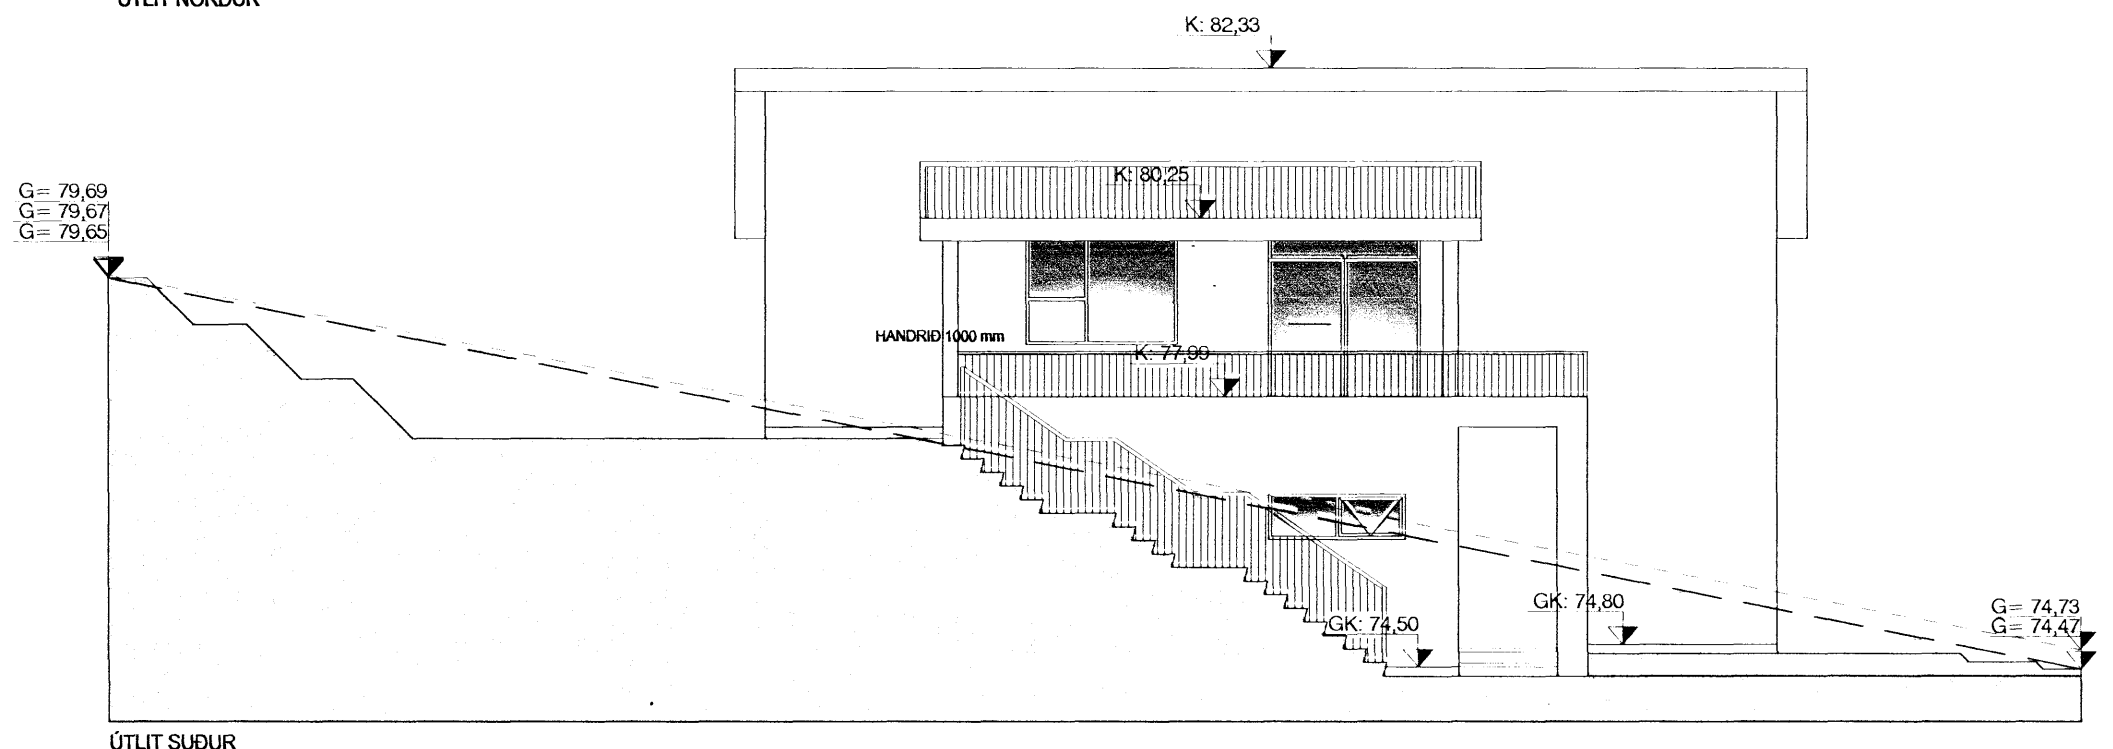 ÚTLIT NORÐUR
K: 82,33
K: 80,25
G= 79,69
G= 79,67
G= 79,65
HANDRIÐ 1000 mm
K: 77,99
GK: 74,80
GK: 74,50
G= 74,73
G= 74,47
ÚTLIT SUÐUR